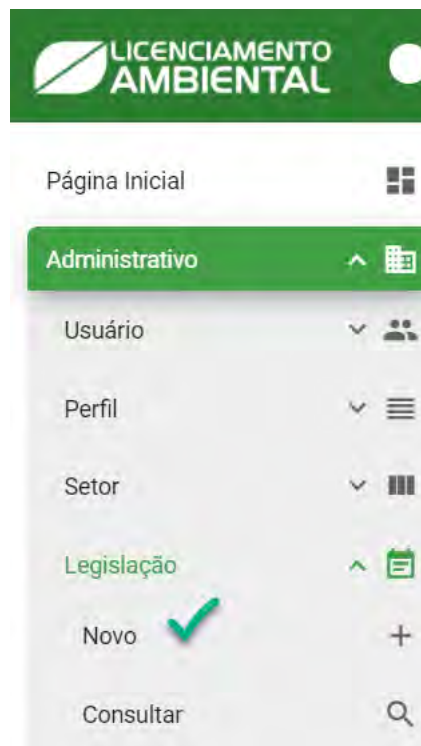 LICENCIAMENTO
AMBIENTAL
Página Inicial
Administrativo
Usuário
Perfil
Setor
Legislação
Novo
Consultar